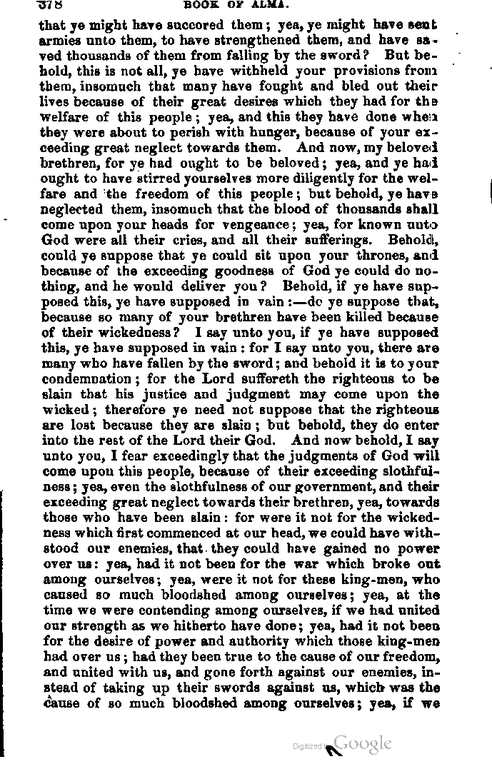 378 BOOK OF ALMA.
that ye might have succored them; yea, ye might have sent
armies unto them, to have strengthened them, and have sa-
ved thousands of them from falling by the sword? But be-
hold, this is not all, ye have withheld your provisions from
them, insomuch that many have fought and bled out their
lives because of their great desires which they had for the
welfare of this people; yea, and this they have done when
they were about to perish with hunger, because of your ex-
ceeding great neglect towards them. And now, my beloved
brethren, for ye had ought to be beloved; yea, and ye had
ought to have stirred yourselves more diligently for the wel-
fare and the freedom of this people; but behold, ye have
neglected them, insomuch that the blood of thousands shall
come upon your heads for vengeance; yea, for known unto
God were all their cries, and all their sufferings. Behold,
could ye suppose that ye could sit upon your thrones, and
because of the exceeding goodness of God ye could do no-
thing, and he would deliver you? Behold, if ye have sup-
posed this, ye have supposed in vain:—do ye suppose that,
because so many of your brethren have been killed because
of their wickedness? I say unto you, if ye have supposed
this, ye have supposed in vain: for I say unto you, there are
many who have fallen by the sword; and behold it is to your
condemnation; for the Lord suffereth the righteous to be
slain that his justice and judgment may come upon the
wicked; therefore ye need not suppose that the righteous
are lost because they are slain; but behold, they do enter
into the rest of the Lord their God. And now behold, I say
unto you, I fear exceedingly that the judgments of God will
come upon this people, because of their exceeding slothful-
ness; yea, even the slothfulness of our government, and their
exceeding great neglect towards their brethren, yea, towards
those who have been slain: for were it not for the wicked-
ness which first commenced at our head, we could have with-
stood our enemies, that they could have gained no power
over us: yea, had it not been for the war which broke out
among ourselves; yea, were it not for these king-men, who
caused so much bloodshed among ourselves; yea, at the
time we were contending among ourselves, if we had united
our strength as we hitherto have done; yea, had it not been
for the desire of power and authority which those king-men
had over us; had they been true to the cause of our freedom,
and united with us, and gone forth against our enemies, in-
stead of taking up their swords against us, which was the
cause of so much bloodshed among ourselves; yea, if we
Digitized by Google